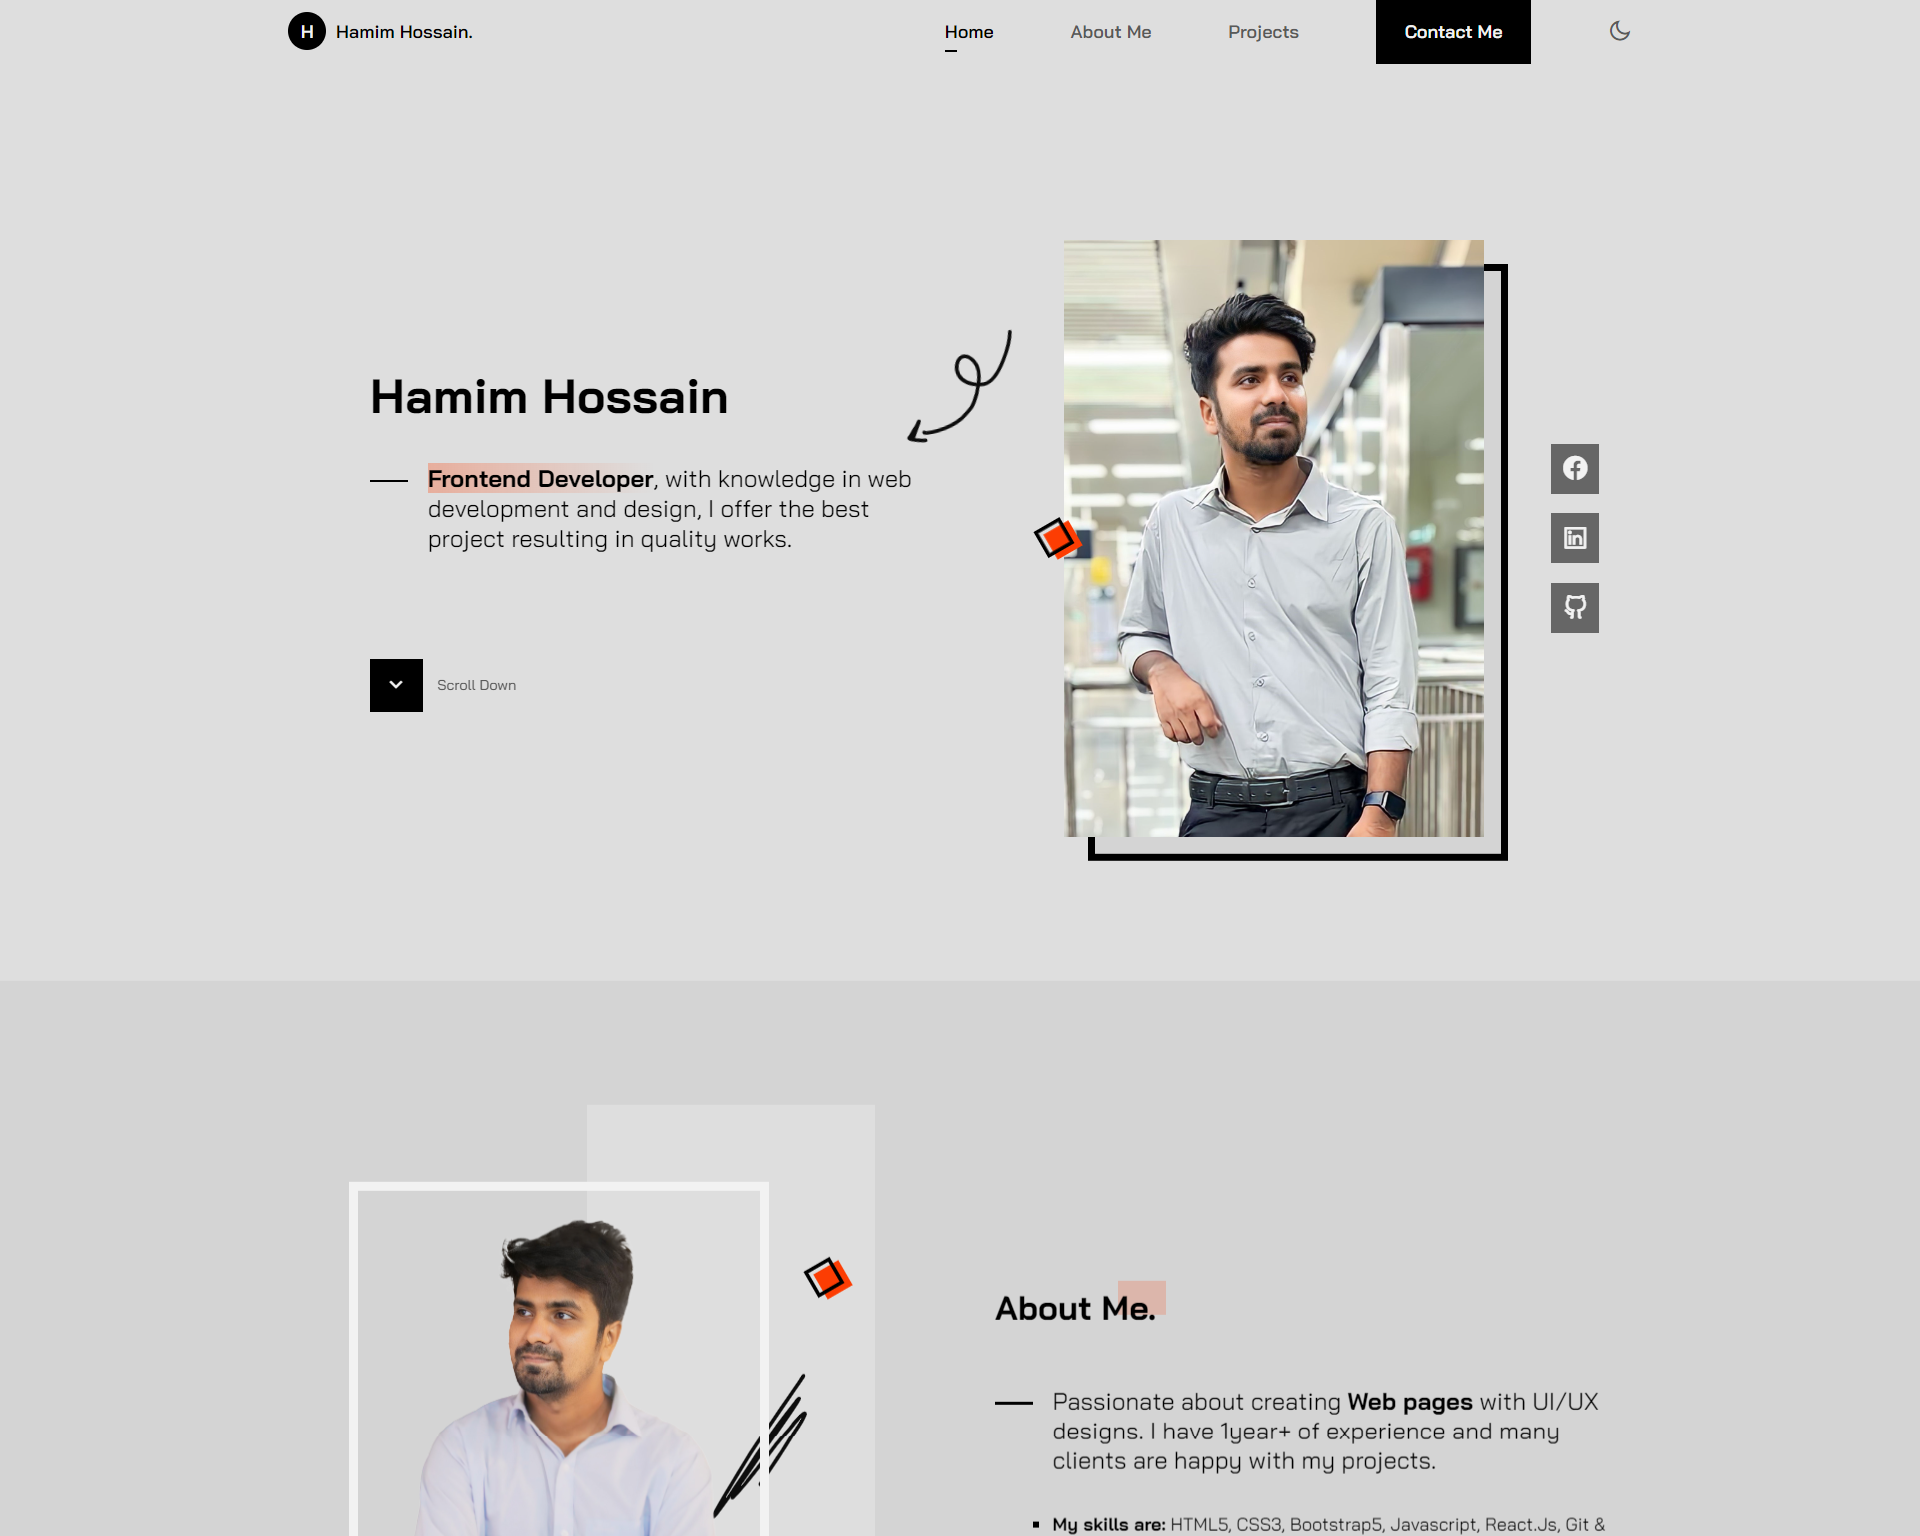 H Hamim Hossain. Home About Me Projects Contact Me
Hamim Hossain
Frontend Developer, with knowledge in web
development and design, I offer the best
project resulting in quality works.
Scroll Down
About Me.
Passionate about creating Web pages with UI/UX
designs. I have 1year+ of experience and many
clients are happy with my projects.
My skills are: HTML5, CSS3, Bootstrap5, Javascript, React.Js, Git &